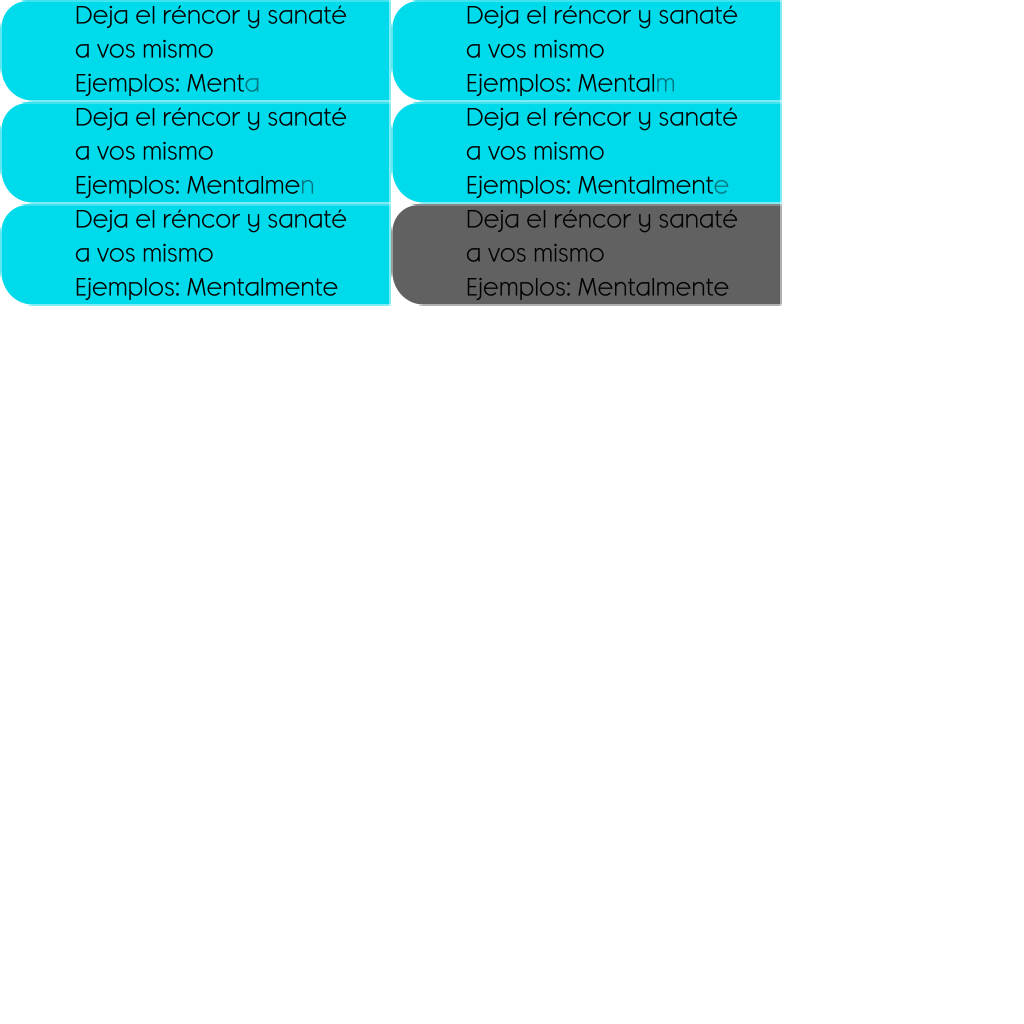 Deja el réncor y sanaté
a vos mismo
Ejemplos: Menta
Deja el réncor y sanaté
a vos mismo
Ejemplos: Mentalm
Deja el réncor y sanaté
a vos mismo
Ejemplos: Mentalmen
Deja el réncor y sanaté
a vos mismo
Ejemplos: Mentalmente
Deja el réncor y sanaté
a vos mismo
Ejemplos: Mentalmente
Deja el réncor y sanaté
a vos mismo
Ejemplos: Mentalmente